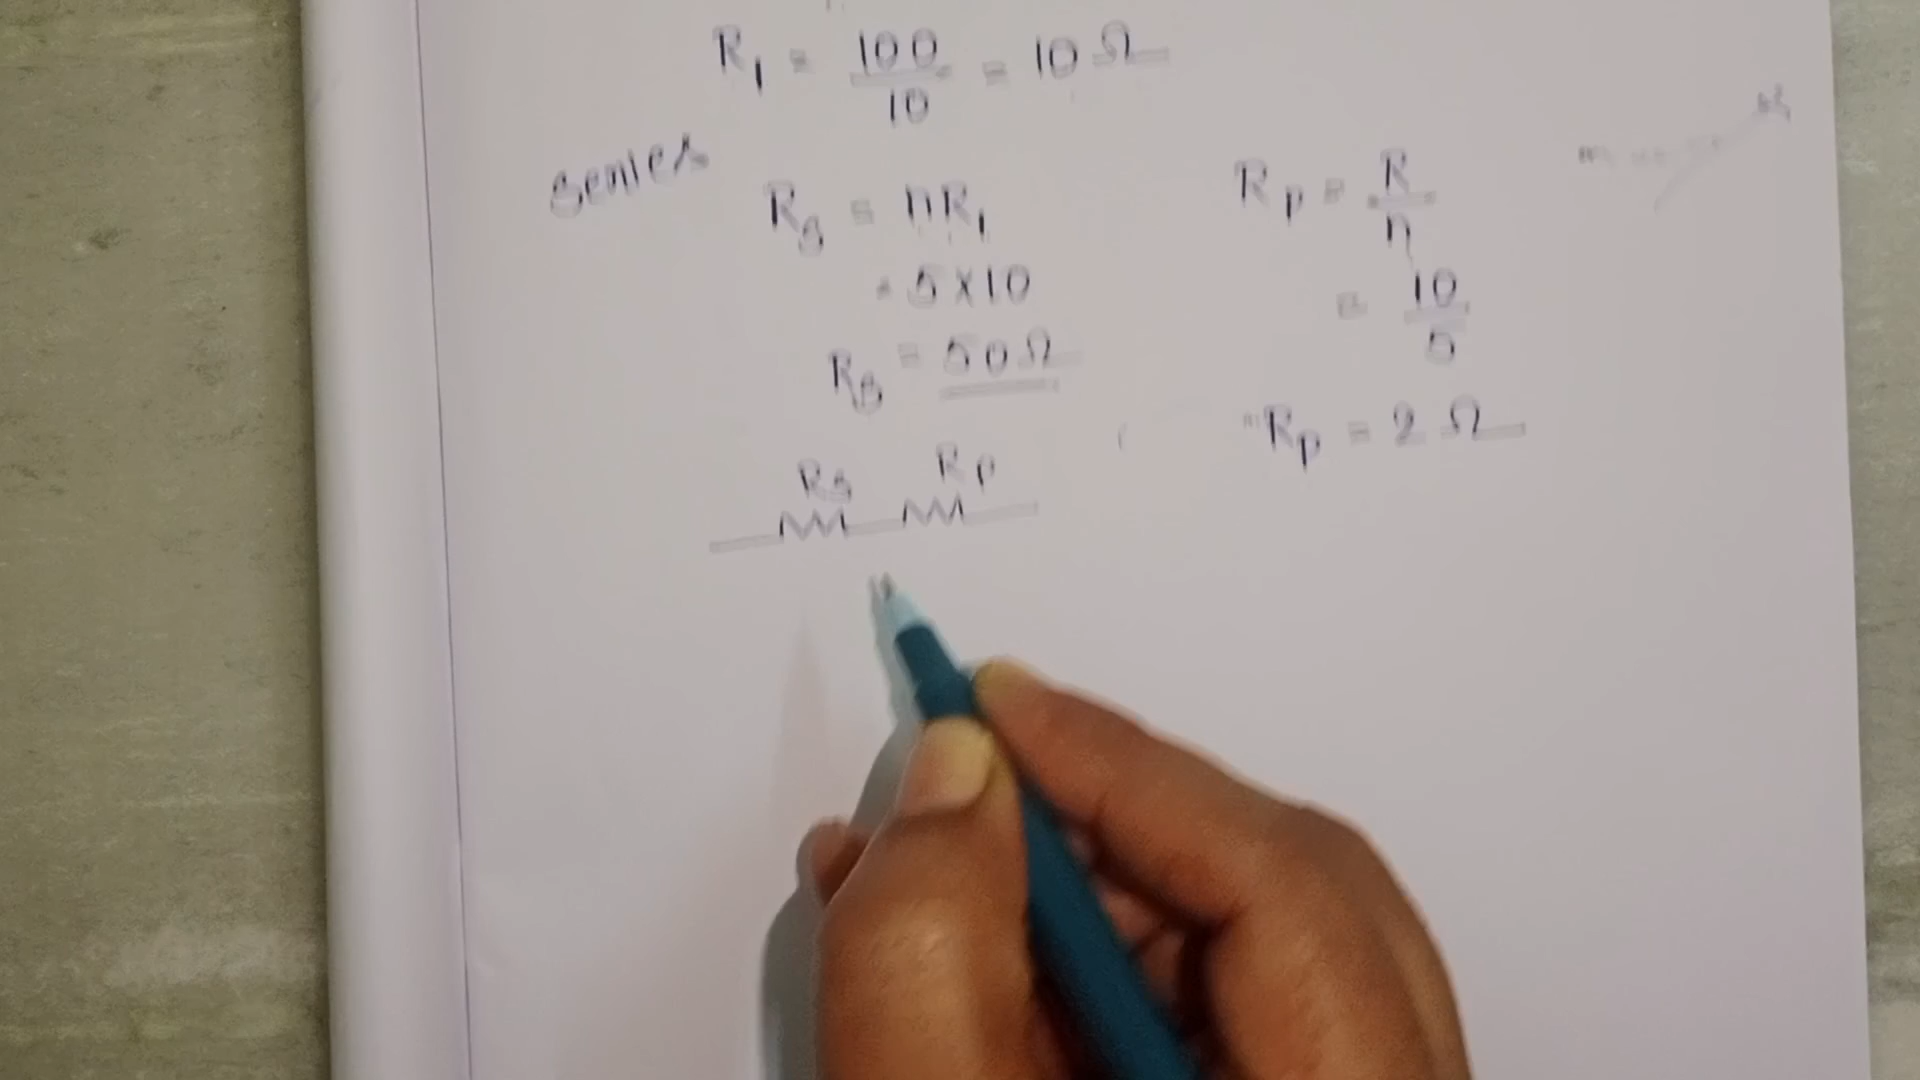 R₁ = 100/10 = 10 Ω
series
Rs = nR₁
= 5 × 10
Rs = 50 Ω
Rp = R/n
= 10/5
Rp = 2 Ω
Rs Rp